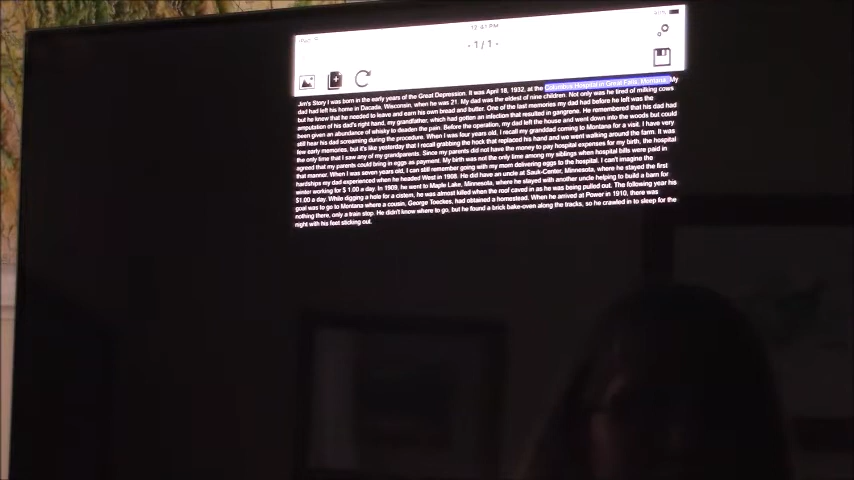 12:41 PM
- 1 / 1 -
Jim's Story I was born in the early years of the Great Depression. It was April 18, 1932, at the Columbus Hospital in Great Falls, Montana. My
dad had left his home in Dacada, Wisconsin, when he was 21. My dad was the eldest of nine children. Not only was he tired of milking cows
but he knew that he needed to leave and earn his own bread and butter. One of the last memories my dad had before he left was the
amputation of his dad's right hand, my grandfather, which had gotten an infection that resulted in gangrene. He remembered that his dad had
been given an abundance of whisky to deaden the pain. Before the operation, my dad left the house and went down into the woods but could
still hear his dad screaming during the procedure. When I was four years old, I recall my granddad coming to Montana for a visit. I have very
few early memories, but it's like yesterday that I recall grabbing the hock that replaced his hand and we went walking around the farm. It was
the only time that I saw any of my grandparents. Since my parents did not have the money to pay hospital expenses for my birth, the hospital
agreed that my parents could bring in eggs as payment. My birth was not the only lime among my siblings when hospital bills were paid in
that manner. When I was seven years old, I can still remember going with my mom delivering eggs to the hospital. I can't imagine the
hardships my dad experienced when he headed West in 1908. He did have an uncle at Sauk-Center, Minnesota, where he stayed the first
winter working for $ 1.00 a day. In 1909, he went to Maple Lake, Minnesota, where he stayed with another uncle helping to build a barn for
$1.00 a day. While digging a hole for a cistern, he was almost killed when the roof caved in as he was being pulled out. The following year his
goal was to go to Montana where a cousin, George Toeckes, had obtained a homestead. When he arrived at Power in 1910, there was
nothing there, only a train stop. He didn't know where to go, but he found a brick bake-oven along the tracks, so he crawled in to sleep for the
night with his feet sticking out.